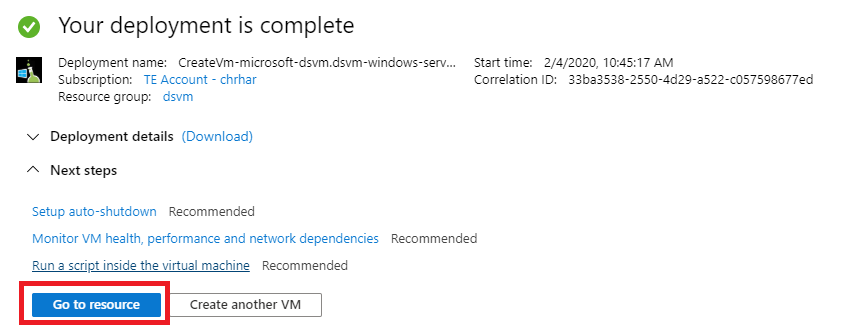 Your deployment is complete
Deployment name: CreateVm-microsoft-dsvm.dsvm-windows-serv... Start time: 2/4/2020, 10:45:17 AM
Subscription: TE Account - chrhar Correlation ID: 33ba3538-2550-4d29-a522-c057598677ed
Resource group: dsvm
Deployment details (Download)
Next steps
Setup auto-shutdown Recommended
Monitor VM health, performance and network dependencies Recommended
Run a script inside the virtual machine Recommended
Go to resource Create another VM